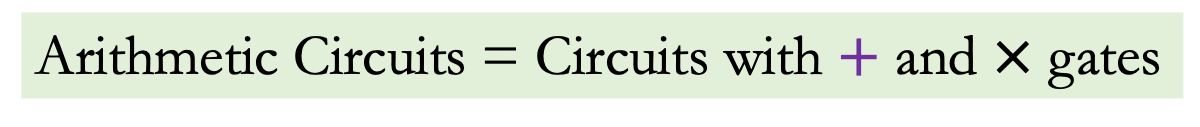 Arithmetic Circuits = Circuits with + and × gates